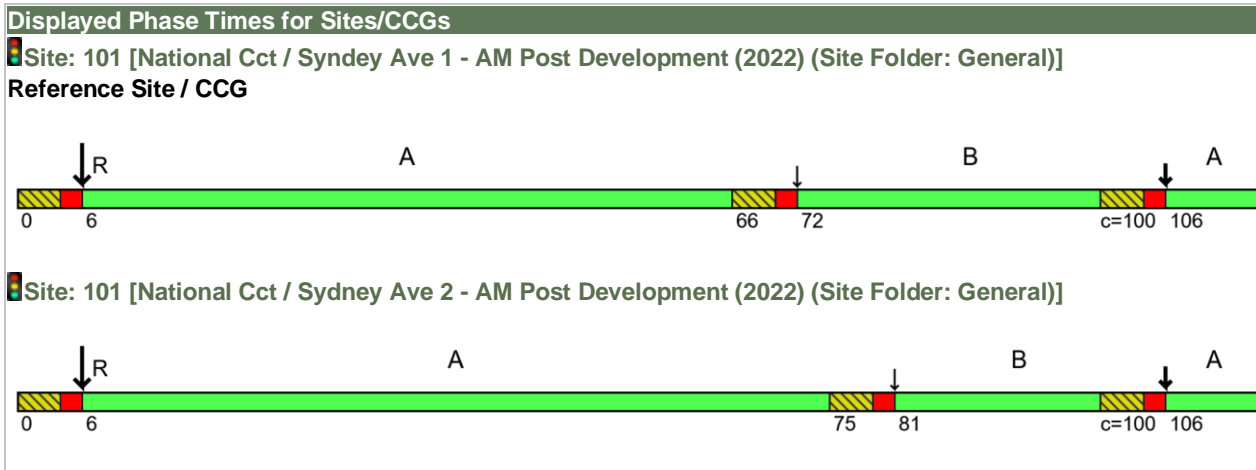 Displayed Phase Times for Sites/CCGs
Site: 101 [National Cct / Syndey Ave 1 - AM Post Development (2022) (Site Folder: General)]
Reference Site / CCG
R A B A
0 6 66 72 c=100 106
Site: 101 [National Cct / Sydney Ave 2 - AM Post Development (2022) (Site Folder: General)]
R A B A
0 6 75 81 c=100 106